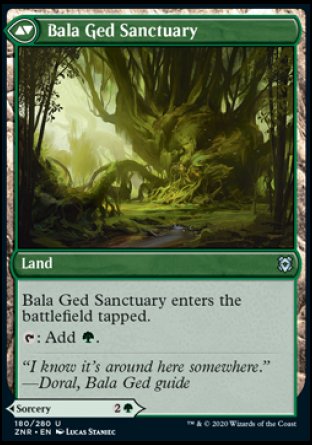 Bala Ged Sanctuary
Land
Bala Ged Sanctuary enters the
battlefield tapped.
: Add .
“I know it’s around here somewhere.”
—Doral, Bala Ged guide
Sorcery 2
180/280 U
ZNR • EN Lucas Staniec
™ & © 2020 Wizards of the Coast